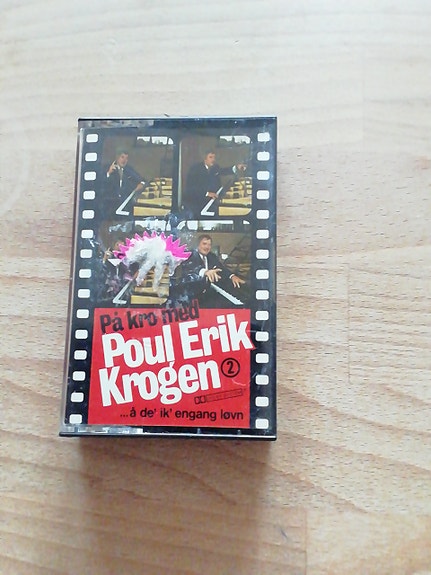 På kro med
Poul Erik
Krogen 2
...å de' ik' engang løvn